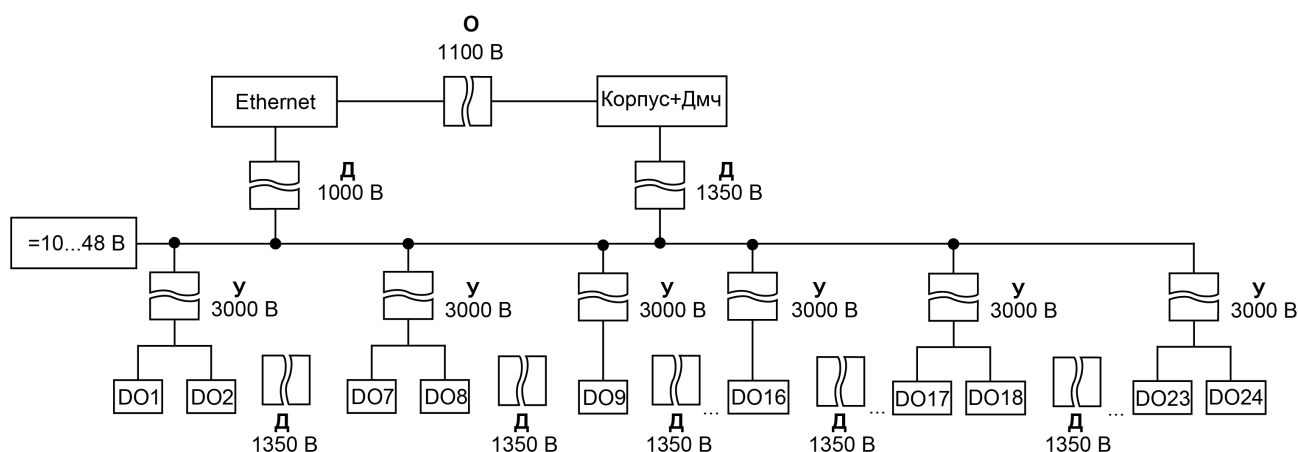 О
1100 В
Ethernet
Корпус+Дмч
Д
1000 В
Д
1350 В
=10...48 В
У
3000 В
У
3000 В
У
3000 В
У
3000 В
У
3000 В
У
3000 В
DO1
DO2
DO7
DO8
DO9
...
DO16
...
DO17
DO18
...
DO23
DO24
Д
1350 В
Д
1350 В
Д
1350 В
Д
1350 В
Д
1350 В